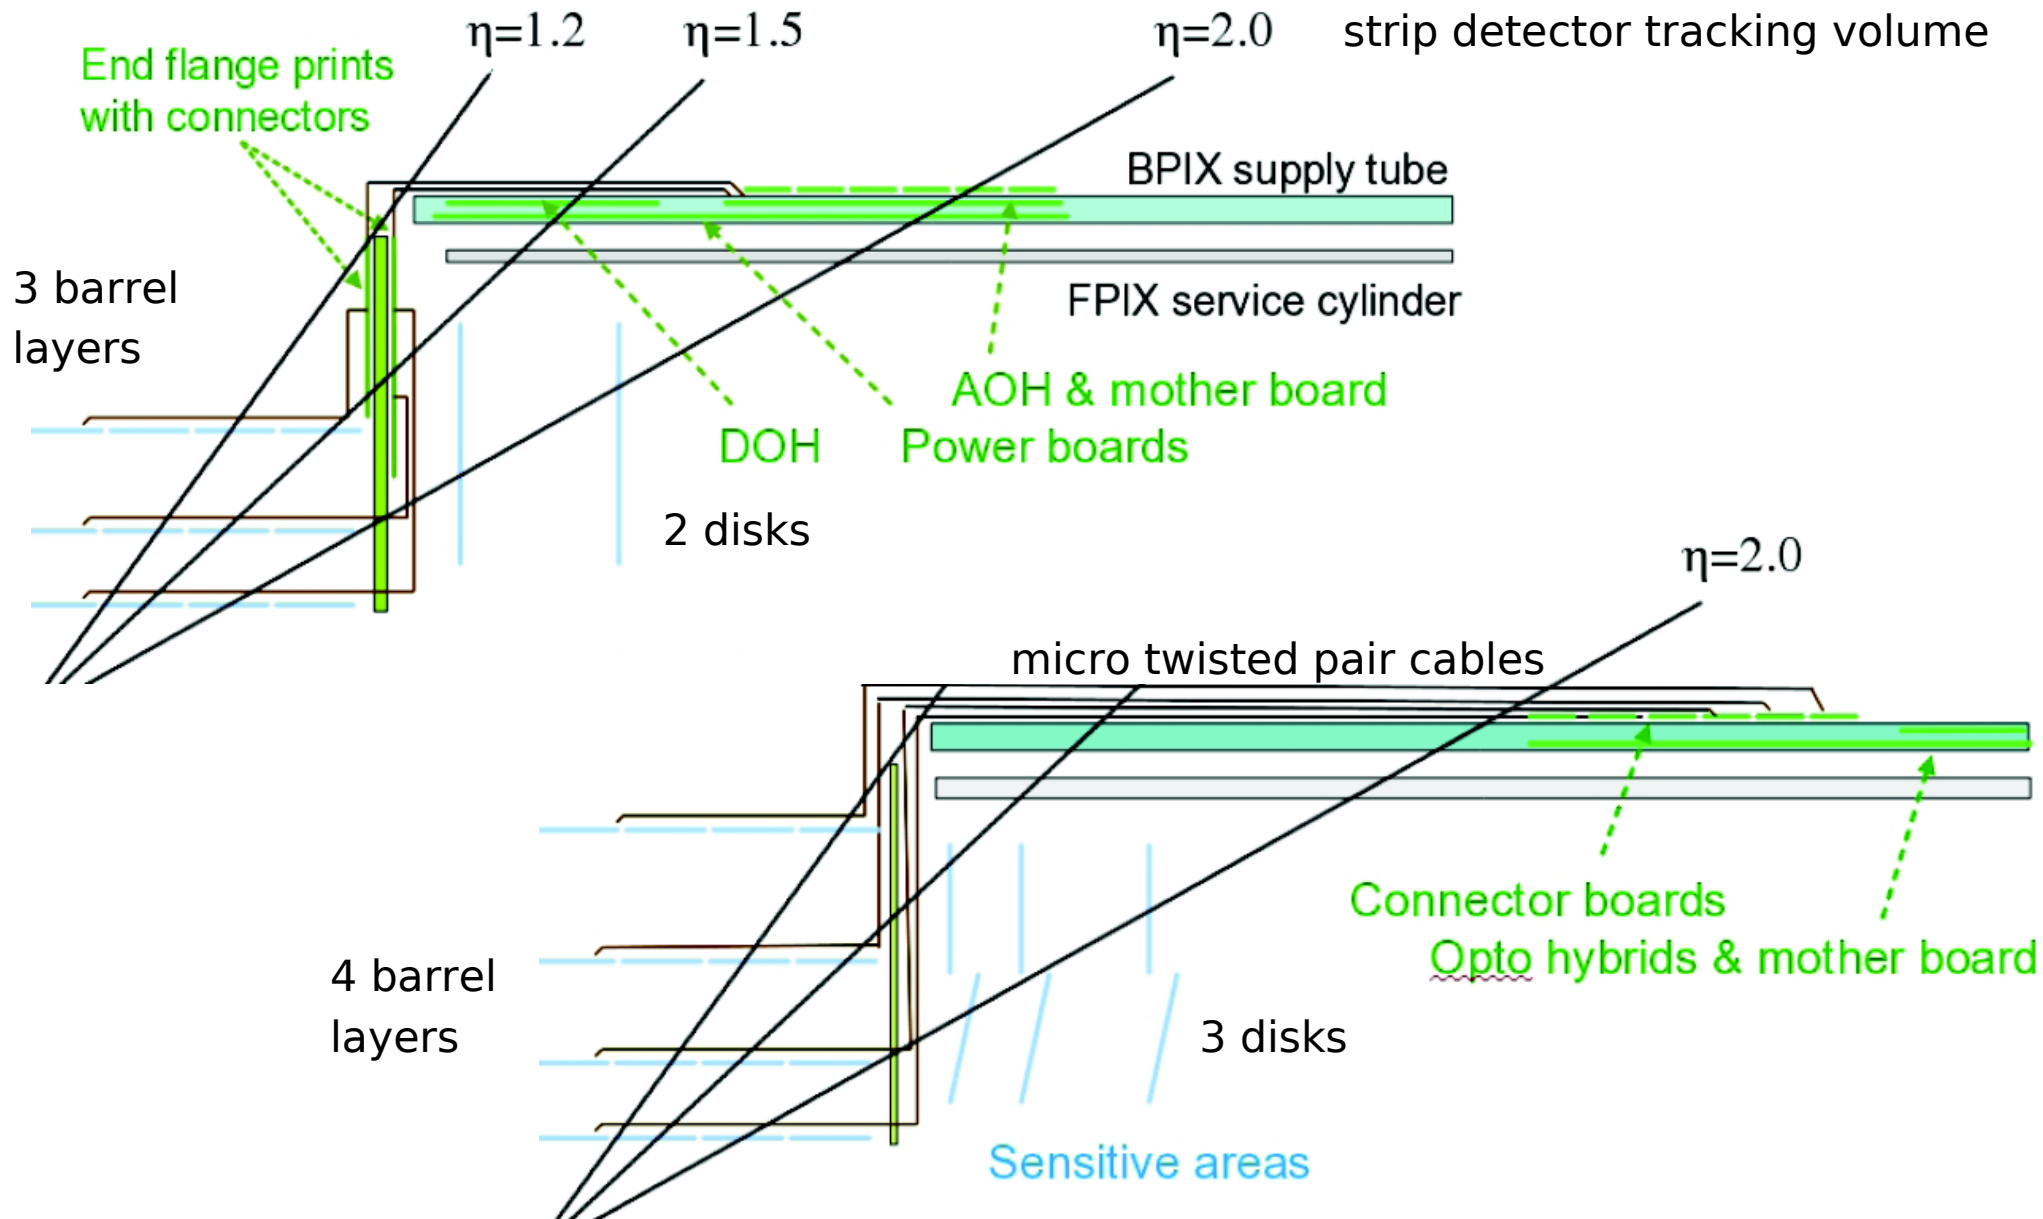 η=1.2
η=1.5
η=2.0
strip detector tracking volume
End flange prints
with connectors
BPIX supply tube
3 barrel
layers
FPIX service cylinder
AOH & mother board
DOH
Power boards
2 disks
η=2.0
micro twisted pair cables
Connector boards
Opto hybrids & mother board
4 barrel
layers
3 disks
Sensitive areas